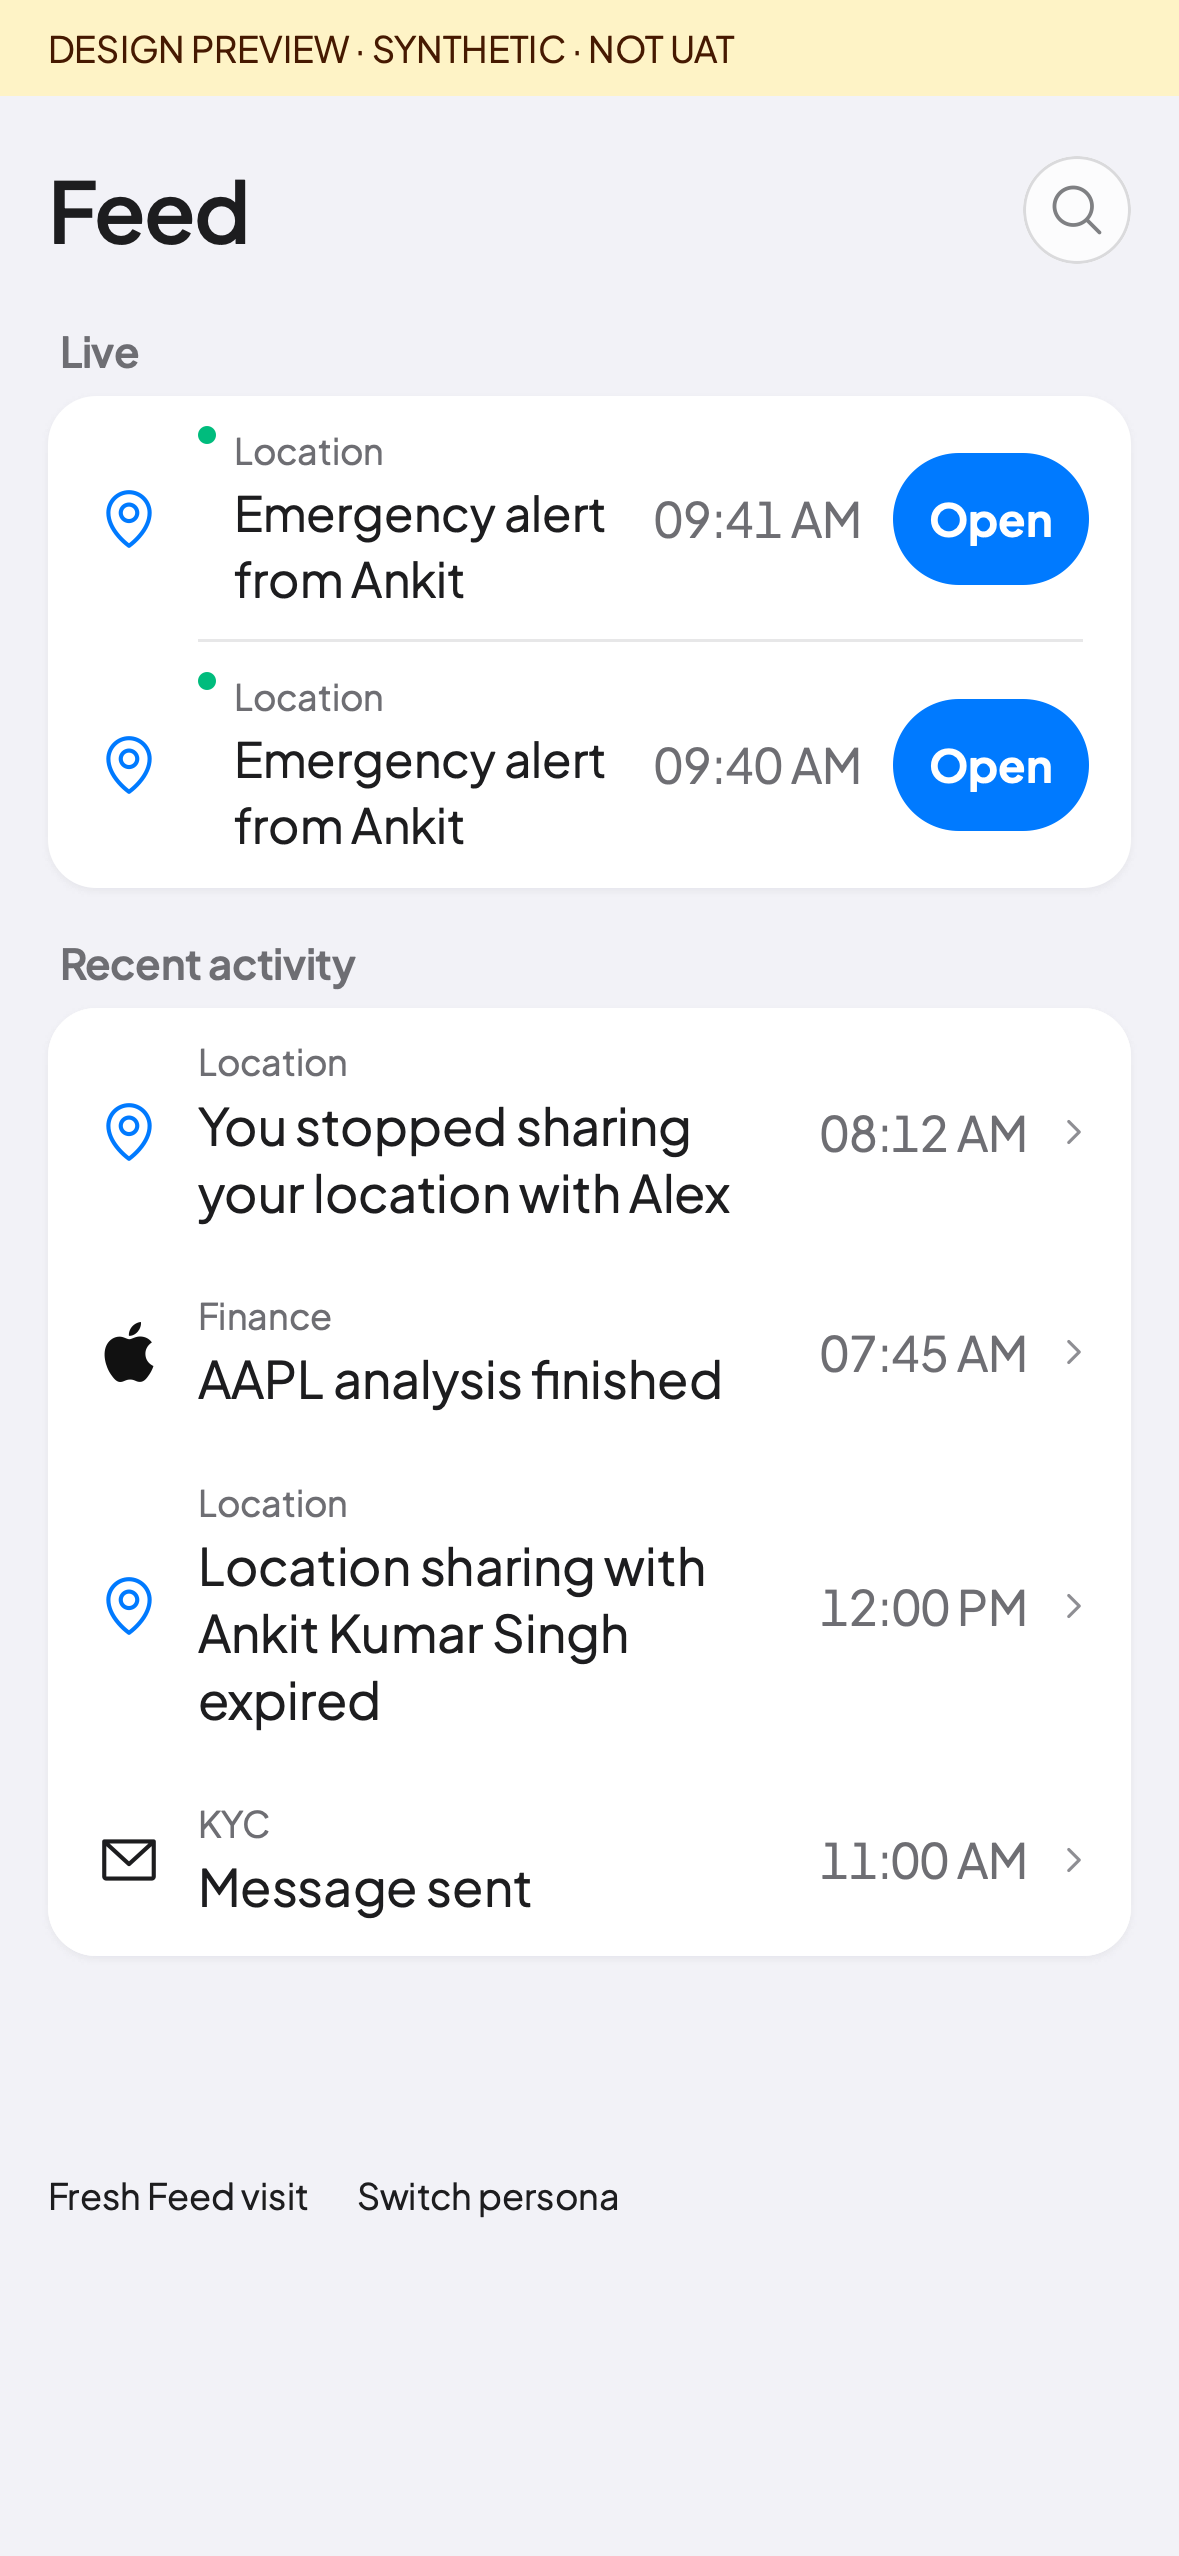 DESIGN PREVIEW · SYNTHETIC · NOT UAT
Feed
Live
Location
Emergency alert
from Ankit
09:41 AM
Open
Location
Emergency alert
from Ankit
09:40 AM
Open
Recent activity
Location
You stopped sharing
your location with Alex
08:12 AM
Finance
AAPL analysis finished
07:45 AM
Location
Location sharing with
Ankit Kumar Singh
expired
12:00 PM
KYC
Message sent
11:00 AM
Fresh Feed visit
Switch persona